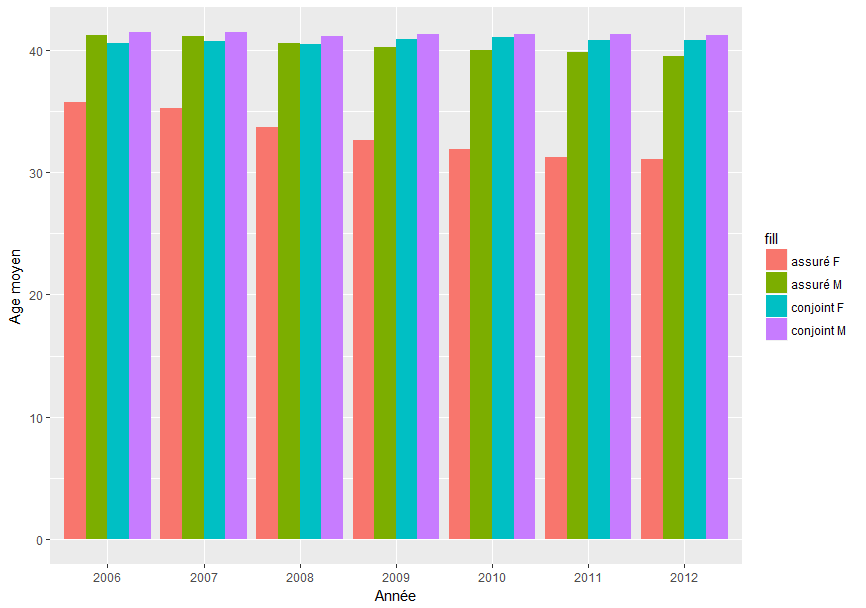 Age moyen
40
30
20
10
0
2006 2007 2008 2009 2010 2011 2012
Année
fill
assuré F
assuré M
conjoint F
conjoint M